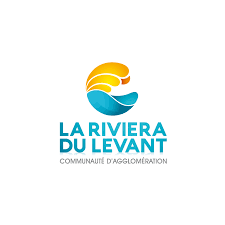 LA RIVIERA
DU LEVANT
COMMUNAUTÉ D'AGGLOMÉRATION